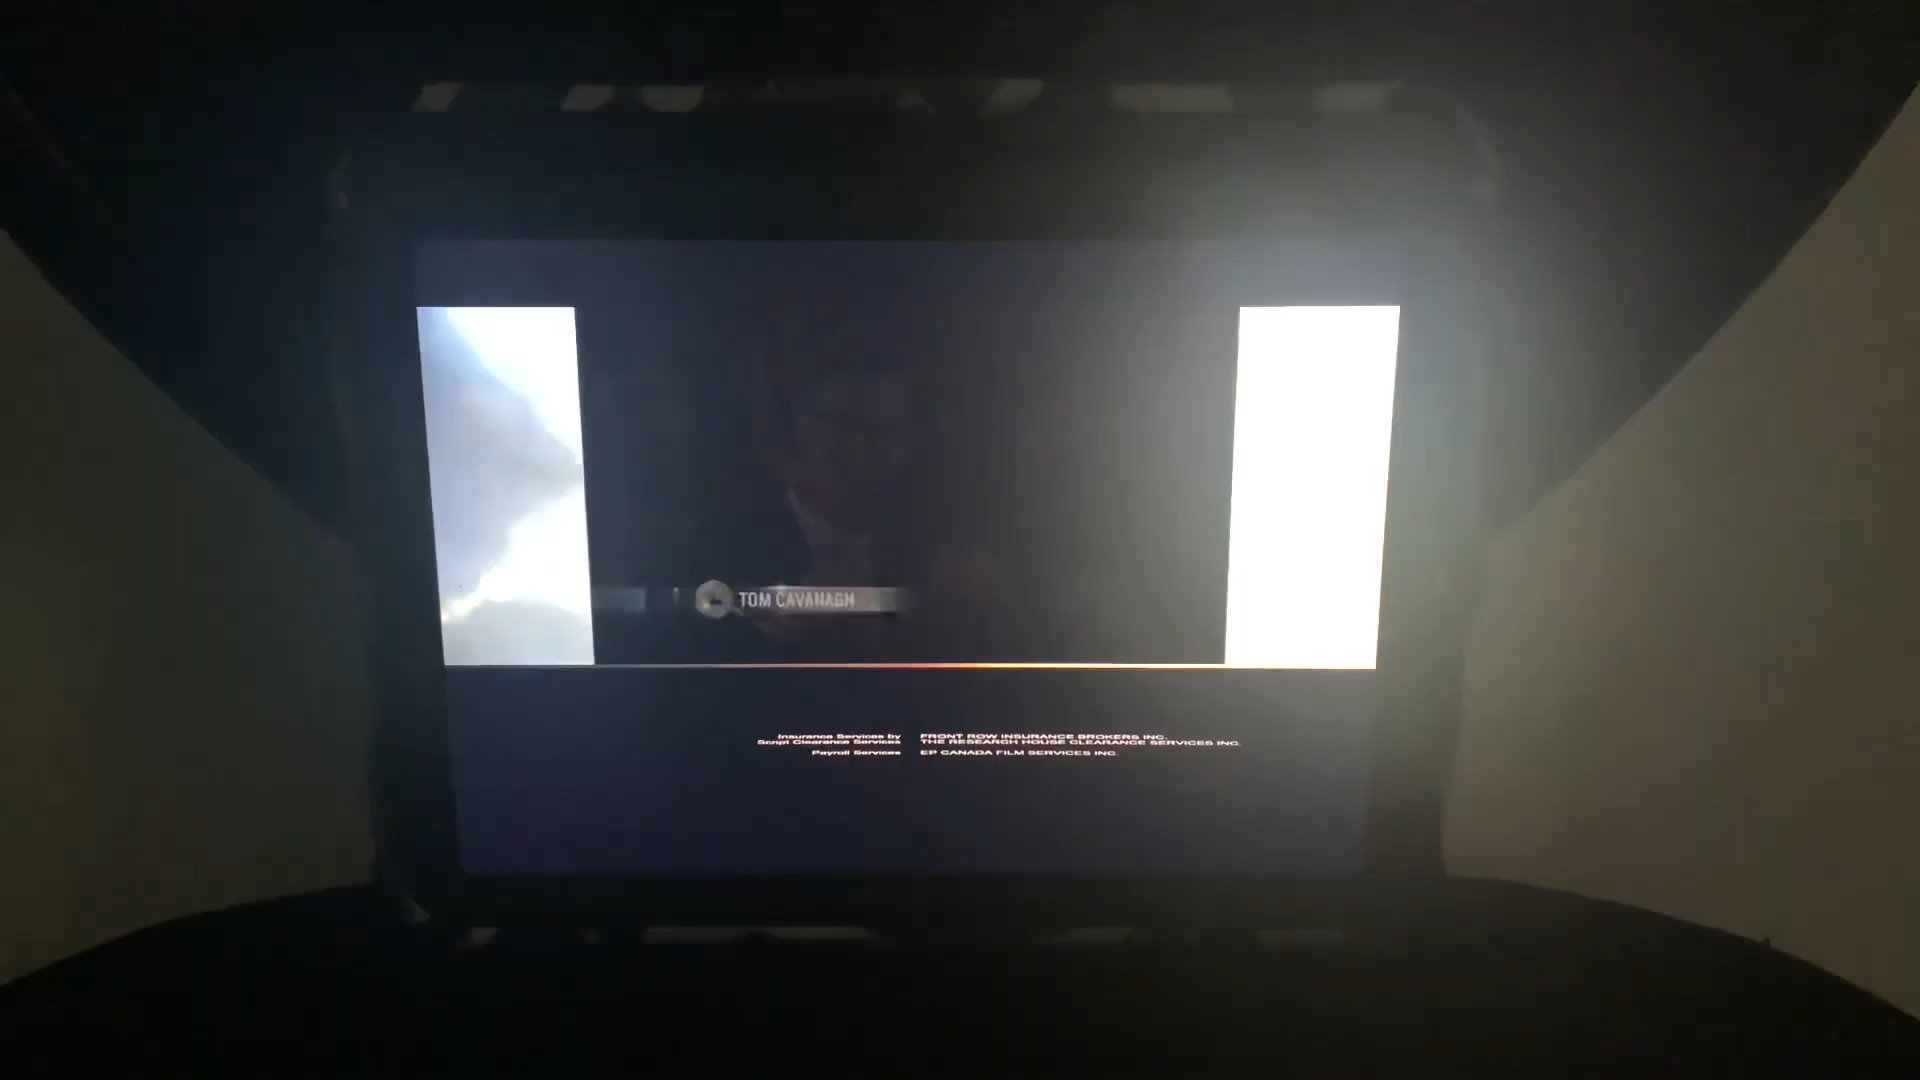 TOM CAVANAGH
Insurance Services by FRONT ROW INSURANCE BROKERS INC.
Script Clearance Services THE RESEARCH HOUSE CLEARANCE SERVICES INC.
Payroll Services EP CANADA FILM SERVICES INC.